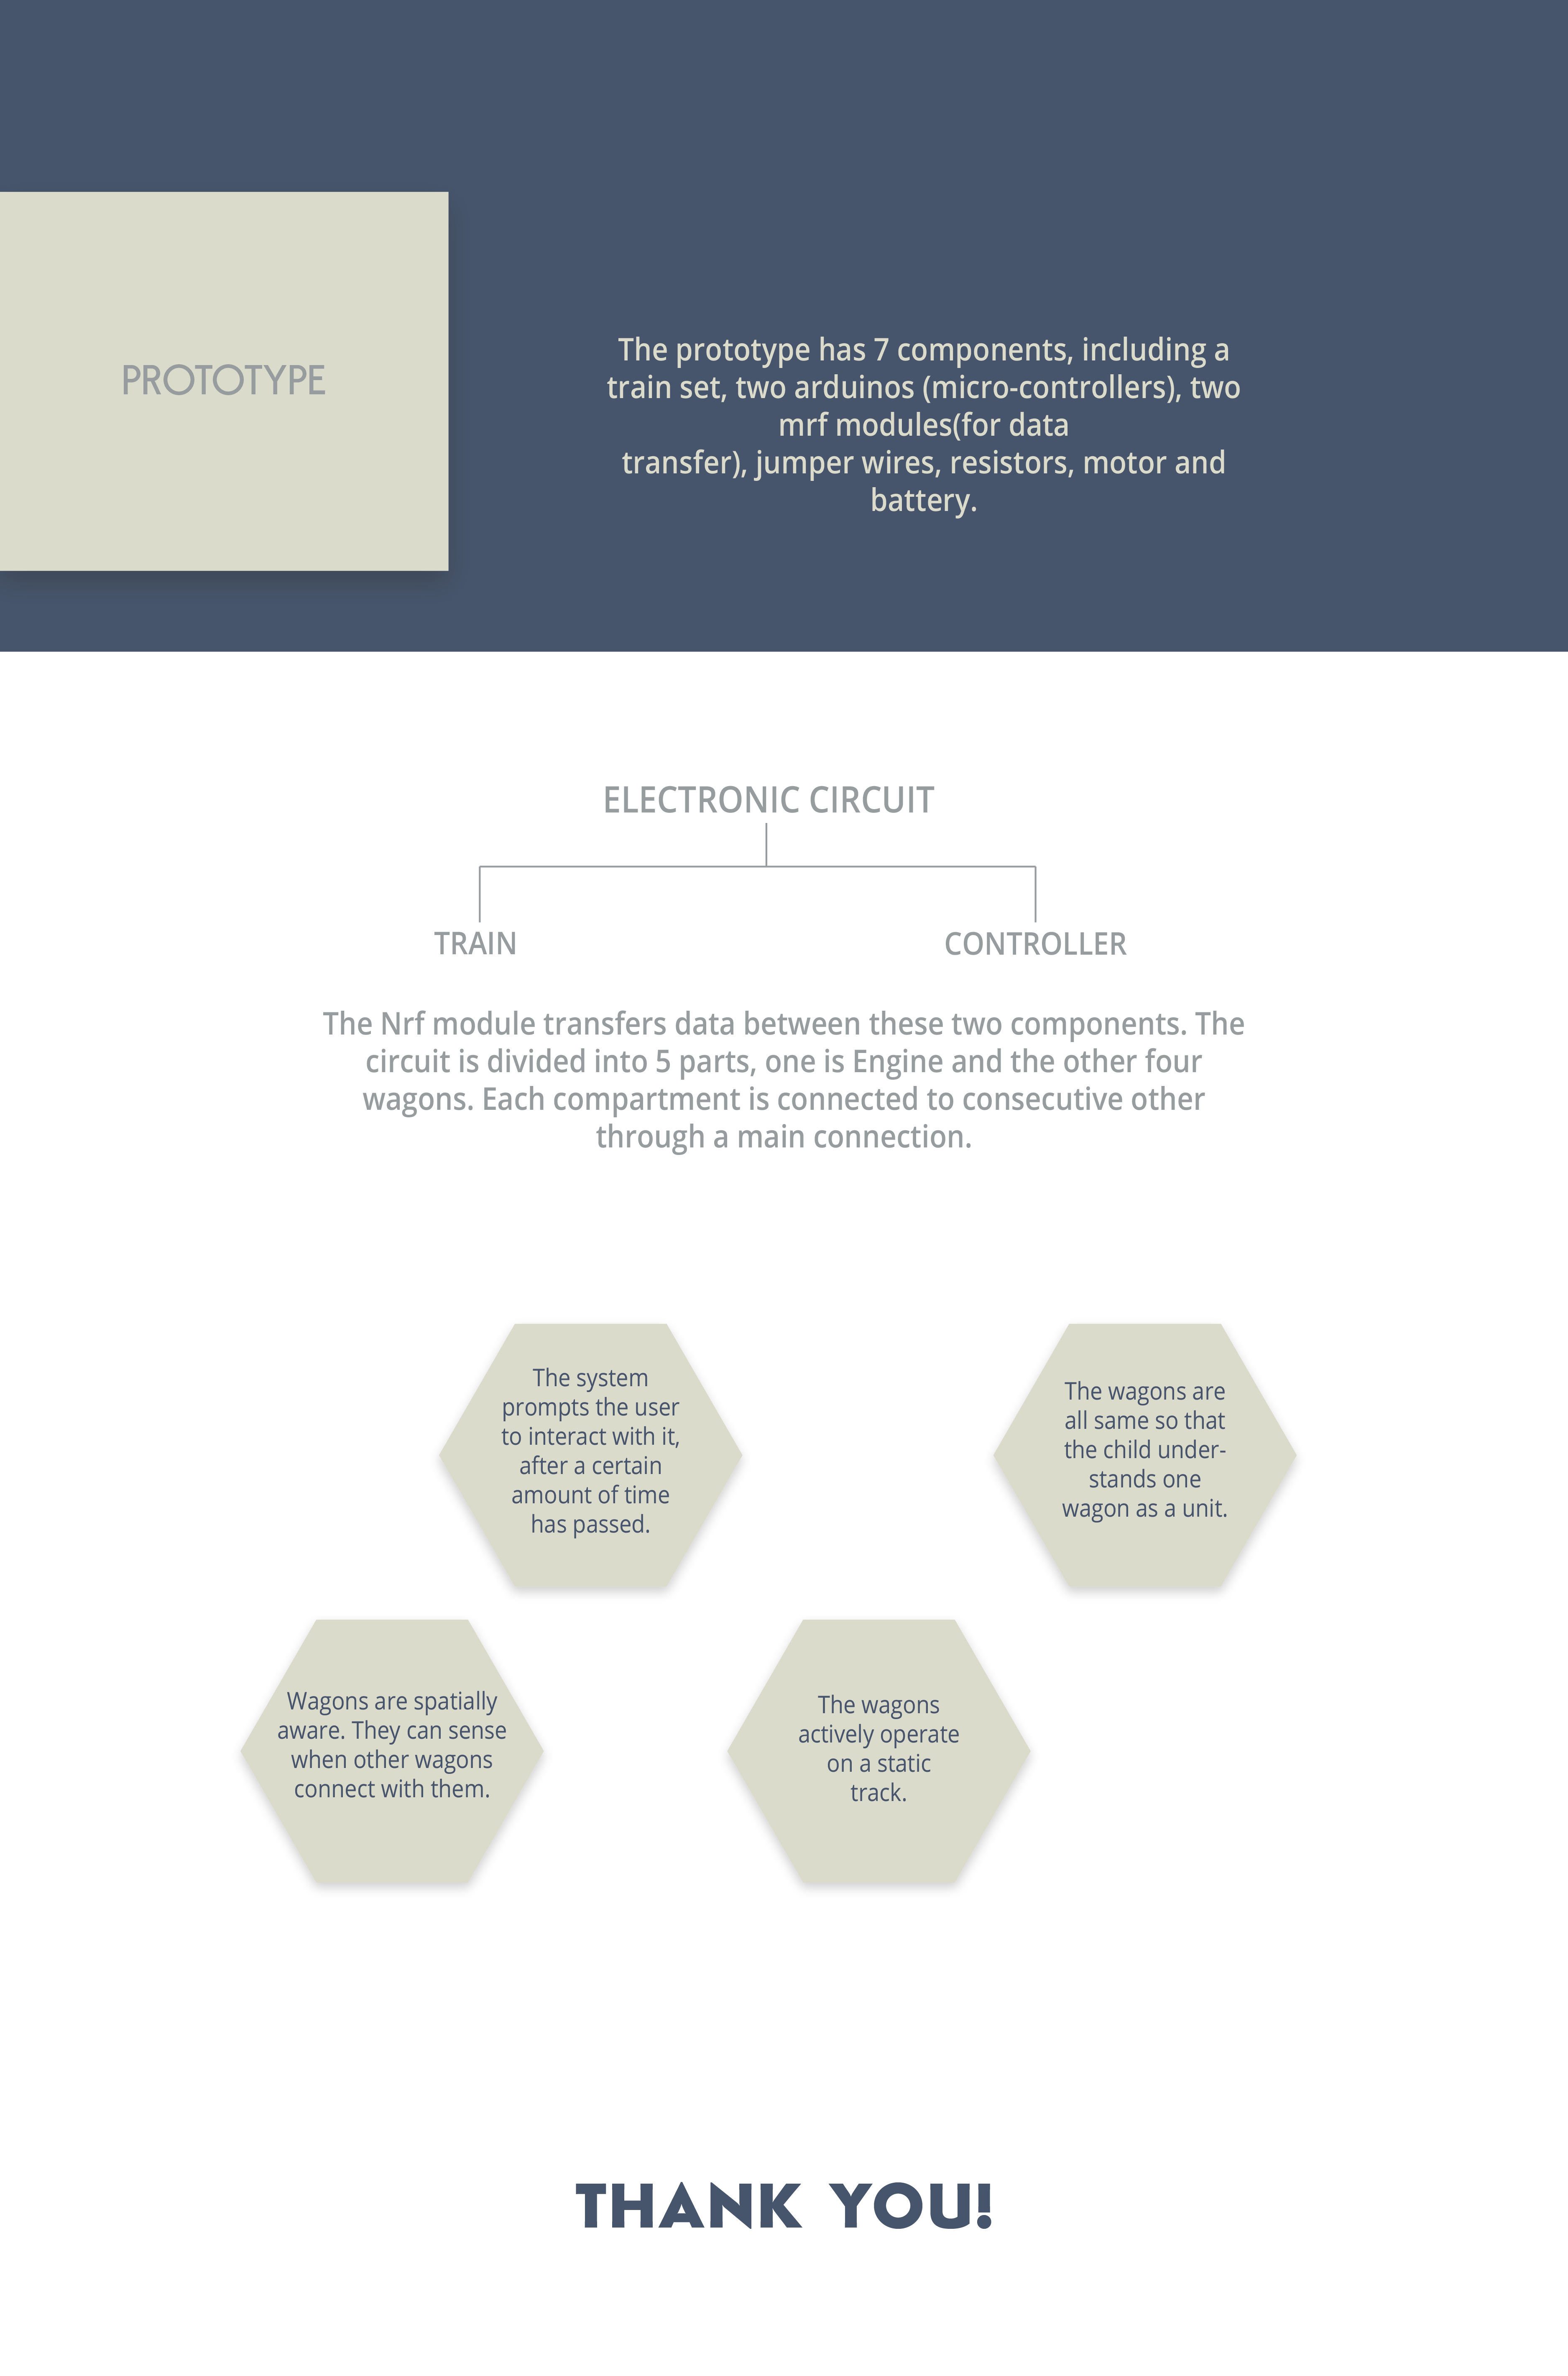 PROTOTYPE
The prototype has 7 components, including a
train set, two arduinos (micro-controllers), two
mrf modules(for data
transfer), jumper wires, resistors, motor and
battery.
ELECTRONIC CIRCUIT
TRAIN
CONTROLLER
The Nrf module transfers data between these two components. The
circuit is divided into 5 parts, one is Engine and the other four
wagons. Each compartment is connected to consecutive other
through a main connection.
The system
prompts the user
to interact with it,
after a certain
amount of time
has passed.
The wagons are
all same so that
the child under-
stands one
wagon as a unit.
Wagons are spatially
aware. They can sense
when other wagons
connect with them.
The wagons
actively operate
on a static
track.
THANK YOU!